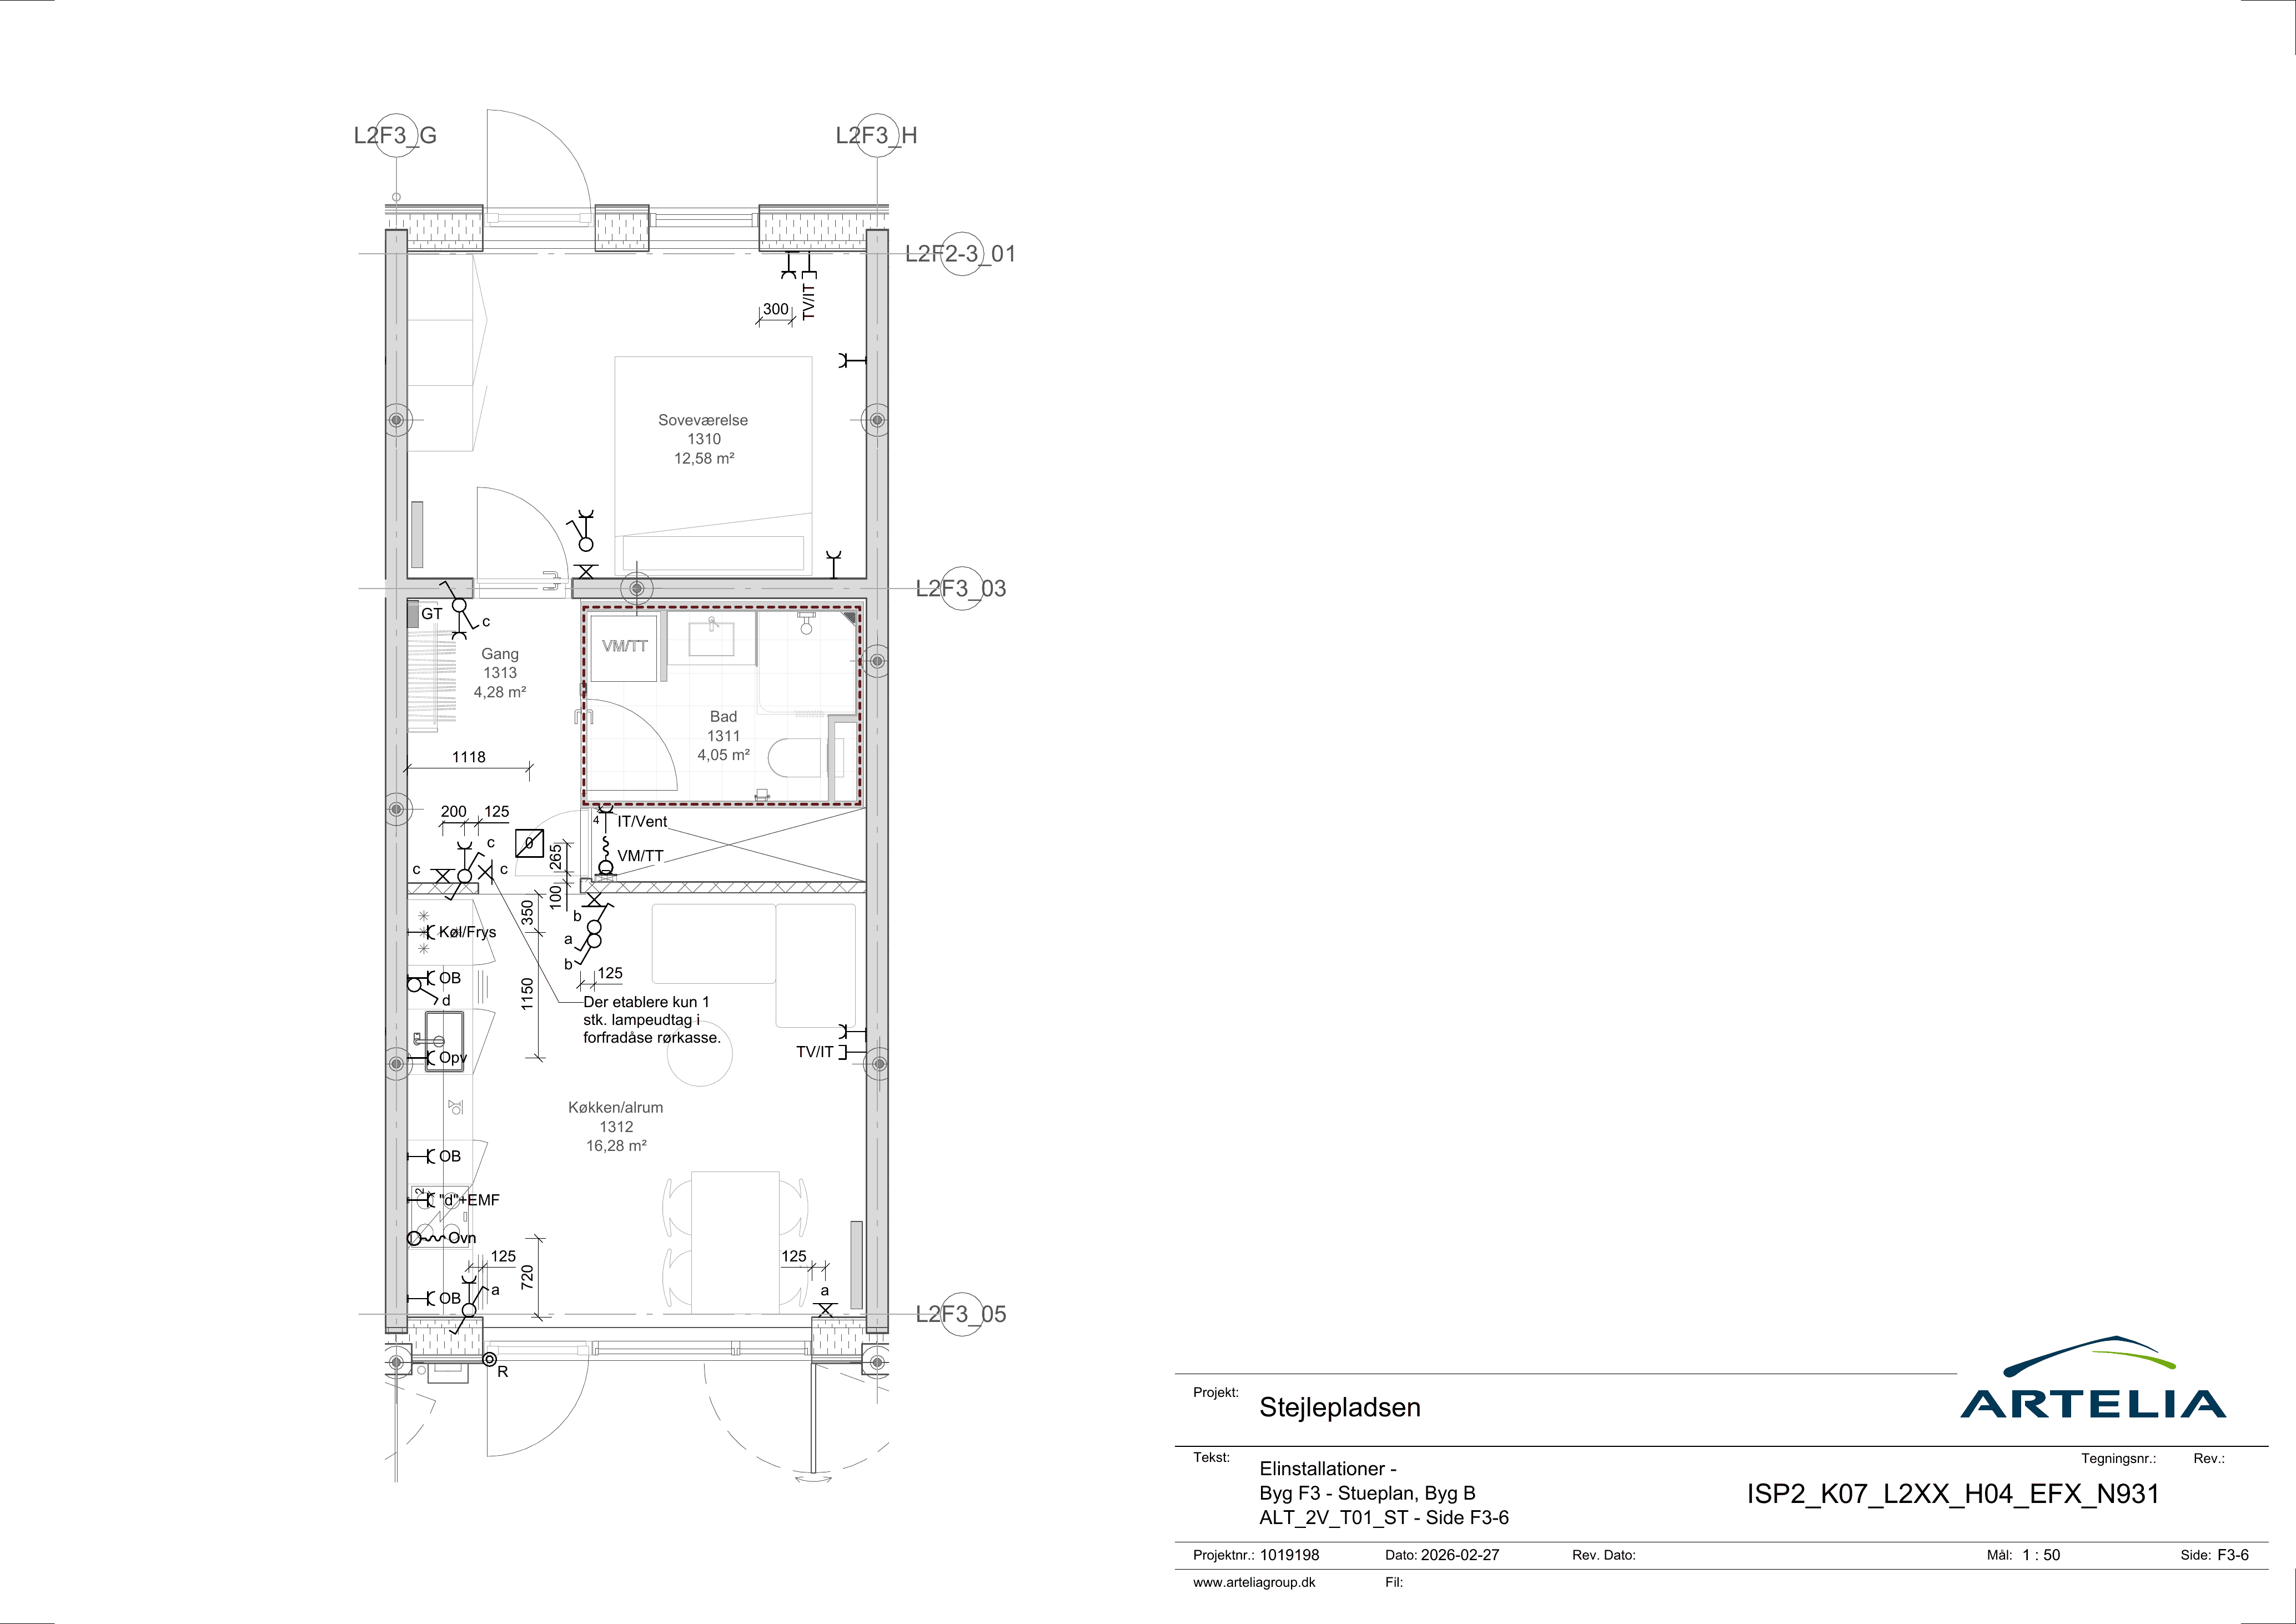 L2F3_G
L2F3_H
L2F2-3_01
TV/IT
300
Soveværelse
1310
12,58 m²
L2F3_03
GT
c
VM/TT
Gang
1313
4,28 m²
Bad
1311
4,05 m²
1118
200
125
4
IT/Vent
c
0
265
VM/TT
c
c
100
350
b
Køl/Frys
a
b
OB
125
d
1150
Der etablere kun 1
stk. lampeudtag i
forfradåse rørkasse.
TV/IT
Opv
Køkken/alrum
1312
16,28 m²
OB
2
"d"+EMF
Ovn
125
720
125
a
OB
a
L2F3_05
R
Projekt:
Stejlepladsen
ARTELIA
Tekst:
Elinstallationer -
Byg F3 - Stueplan, Byg B
ALT_2V_T01_ST - Side F3-6
Tegningsnr.:
Rev.:
ISP2_K07_L2XX_H04_EFX_N931
Projektnr.: 1019198
Dato: 2026-02-27
Rev. Dato:
Mål: 1 : 50
Side: F3-6
www.arteliagroup.dk
Fil: